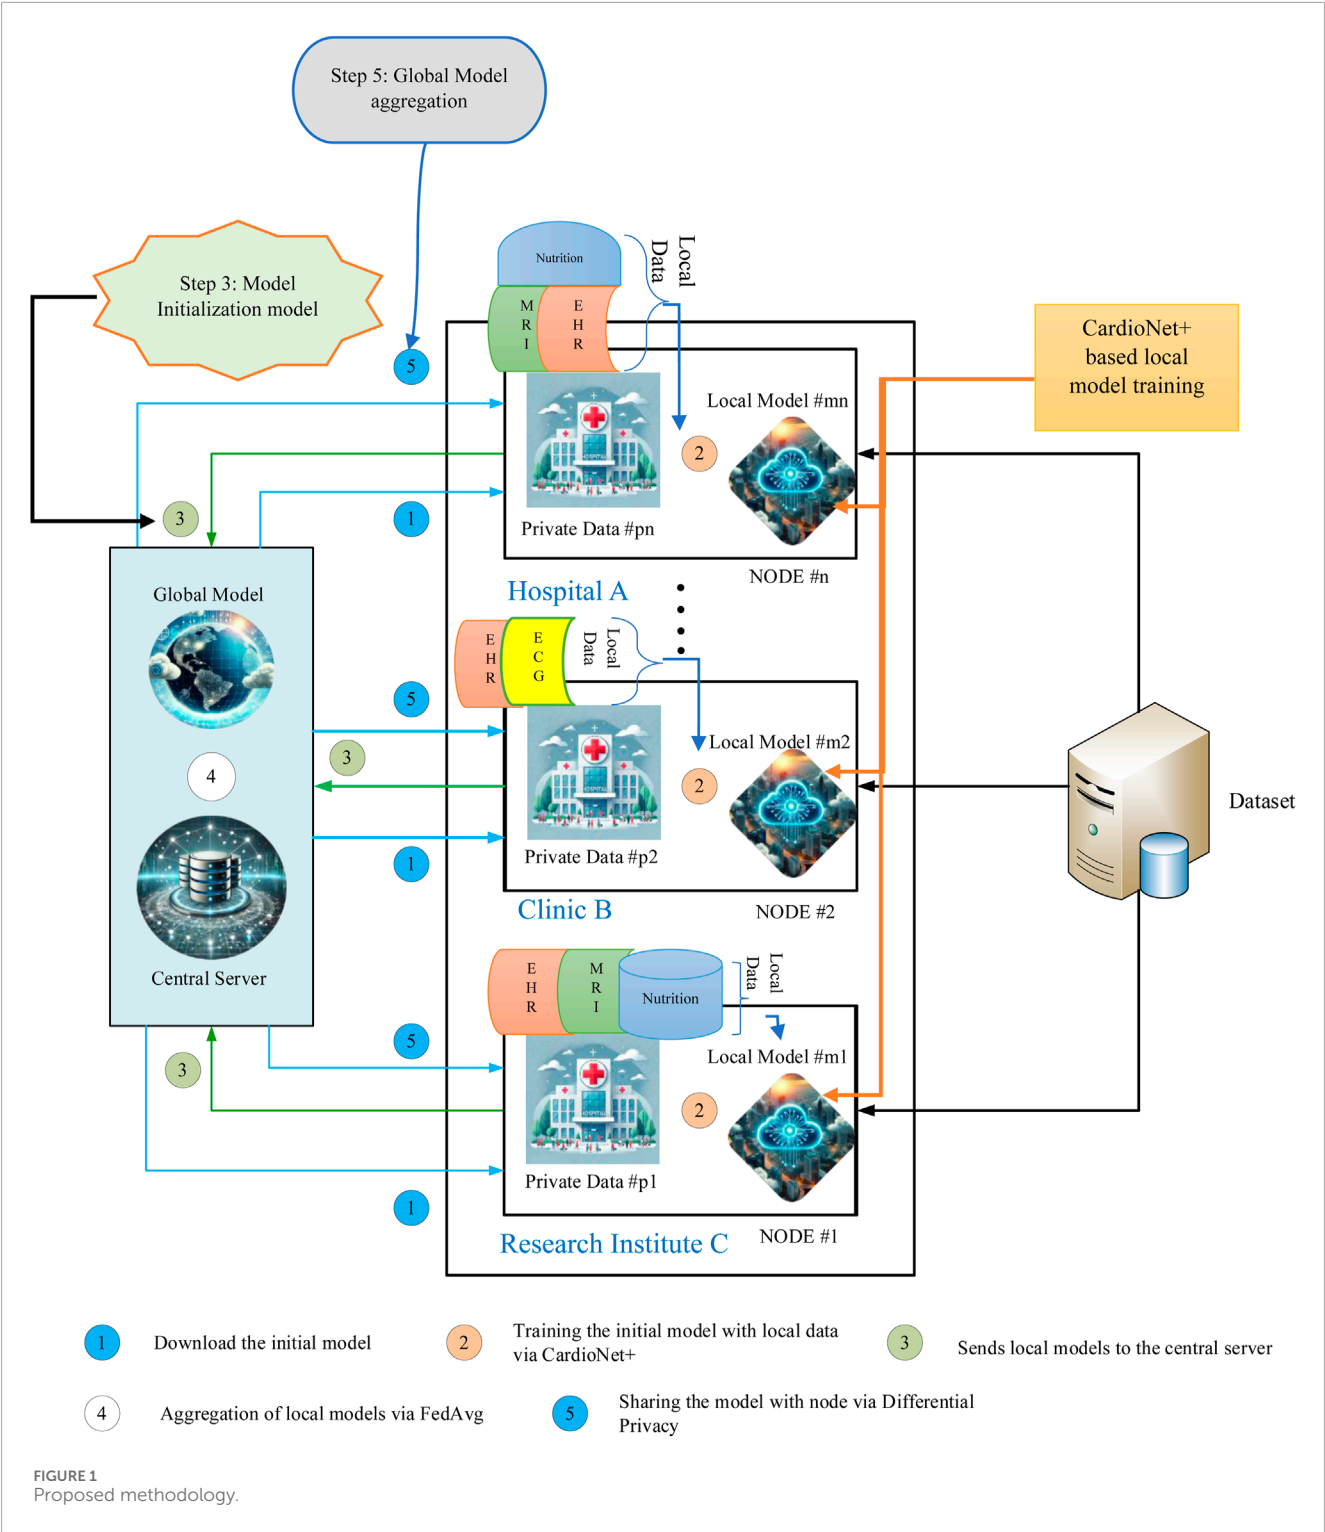 Step 5: Global Model
aggregation
Step 3: Model
Initialization model
Nutrition
Local
Data
M
R
I
E
H
R
CardioNet+
based local
model training
5
Local Model #mn
2
3
1
HOSPITAL
Private Data #pn
NODE #n
Hospital A
Global Model
E
H
R
E
C
G
Local
Data
5
Local Model #m2
3
4
2
HOSPITAL
Dataset
1
Private Data #p2
Clinic B
NODE #2
Central Server
E
H
R
M
R
I
Nutrition
Local
Data
5
Local Model #m1
3
2
HOSPITAL
Private Data #p1
1
Research Institute C
NODE #1
1 Download the initial model
2 Training the initial model with local data
via CardioNet+
3 Sends local models to the central server
4 Aggregation of local models via FedAvg
5 Sharing the model with node via Differential
Privacy
FIGURE 1
Proposed methodology.